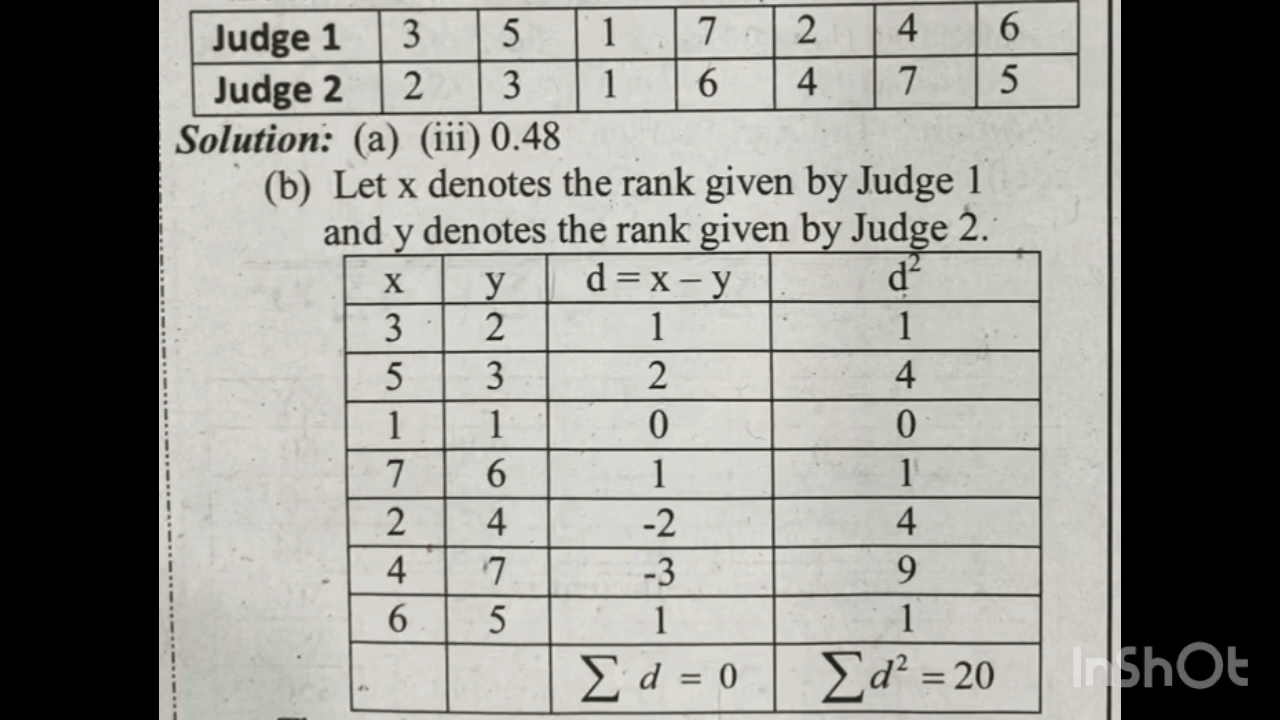 Judge 1 3 5 1 7 2 4 6
Judge 2 2 3 1 6 4 7 5
Solution: (a) (iii) 0.48
(b) Let x denotes the rank given by Judge 1
and y denotes the rank given by Judge 2.
x y d = x – y d²
3 2 1 1
5 3 2 4
1 1 0 0
7 6 1 1
2 4 -2 4
4 7 -3 9
6 5 1 1
∑ d = 0 ∑d² = 20
InShOt